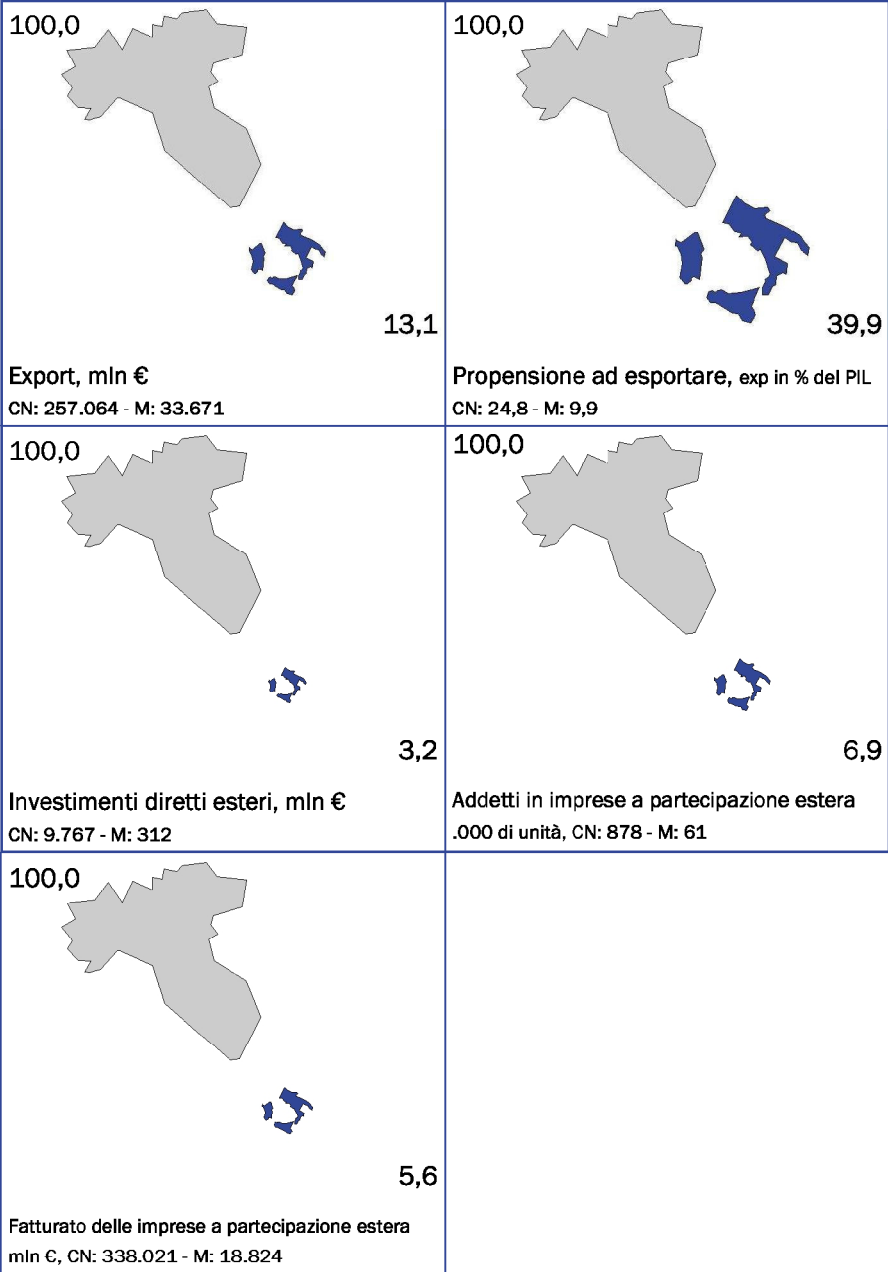 100,0
13,1
Export, mln €
CN: 257.064 - M: 33.671
100,0
39,9
Propensione ad esportare, exp in % del PIL
CN: 24,8 - M: 9,9
100,0
3,2
Investimenti diretti esteri, mln €
CN: 9.767 - M: 312
100,0
6,9
Addetti in imprese a partecipazione estera
.000 di unità, CN: 878 - M: 61
100,0
5,6
Fatturato delle imprese a partecipazione estera
mln €, CN: 338.021 - M: 18.824